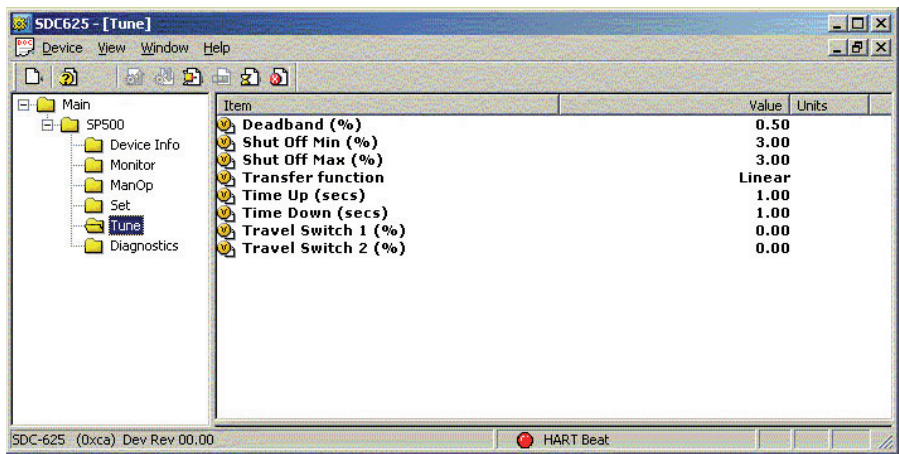 SDC625 - [Tune]
Device View Window Help
Main
SP500
Device Info
Monitor
ManOp
Set
Tune
Diagnostics
Item Value Units
Deadband (%) 0.50
Shut Off Min (%) 3.00
Shut Off Max (%) 3.00
Transfer function Linear
Time Up (secs) 1.00
Time Down (secs) 1.00
Travel Switch 1 (%) 0.00
Travel Switch 2 (%) 0.00
SDC-625 (0xca) Dev Rev 00.00 HART Beat